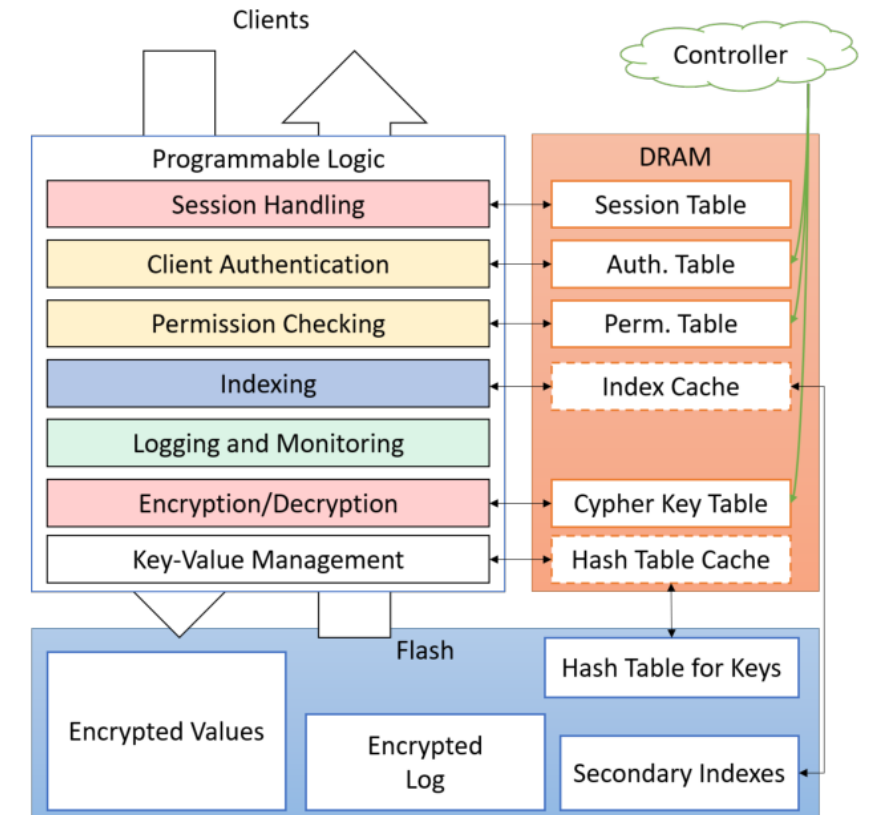 Clients
Controller
Programmable Logic
DRAM
Session Handling
Session Table
Client Authentication
Auth. Table
Permission Checking
Perm. Table
Indexing
Index Cache
Logging and Monitoring
Encryption/Decryption
Cypher Key Table
Key-Value Management
Hash Table Cache
Flash
Hash Table for Keys
Encrypted Values
Encrypted
Log
Secondary Indexes